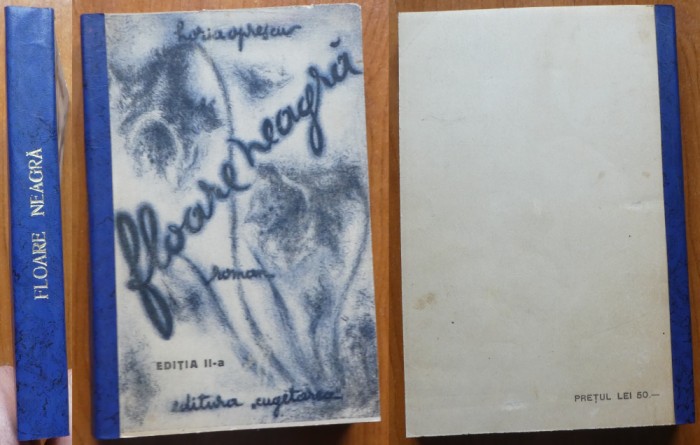 FLOARE NEAGRĂ
horia oprescu
floare neagră
roman
EDIȚIA II-a
editura „cugetarea„
PREȚUL LEI 50.—